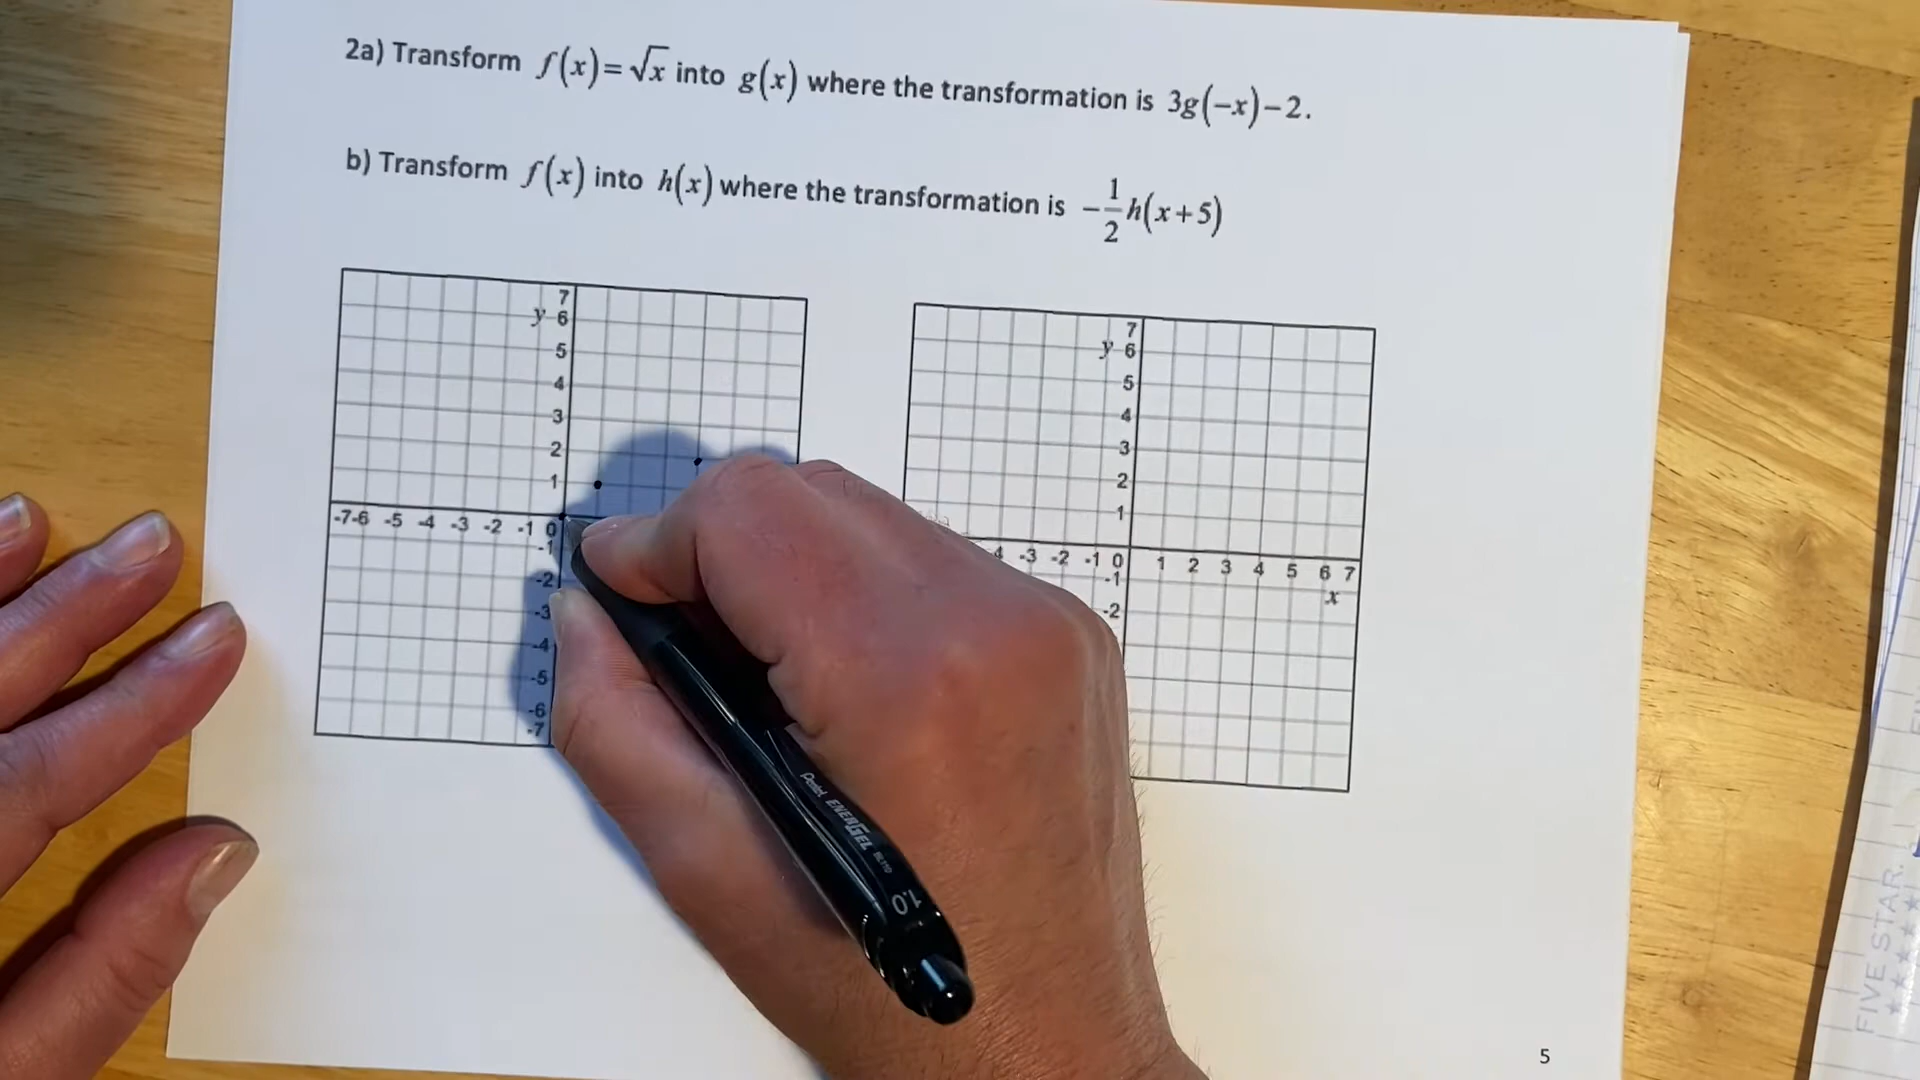 2a) Transform f(x)=√x into g(x) where the transformation is 3g(−x)−2.
b) Transform f(x) into h(x) where the transformation is −1/2 h(x+5)
7
y 6
5
4
3
2
1
-7 -6 -5 -4 -3 -2 -1 0
-1
-2
-3
-4
-5
-6
-7
7
y 6
5
4
3
2
1
4 -3 -2 -1 0 1 2 3 4 5 6 7
-1
x
-2
Pentel ENERGEL BL110
1.0
FIVE STAR.
5